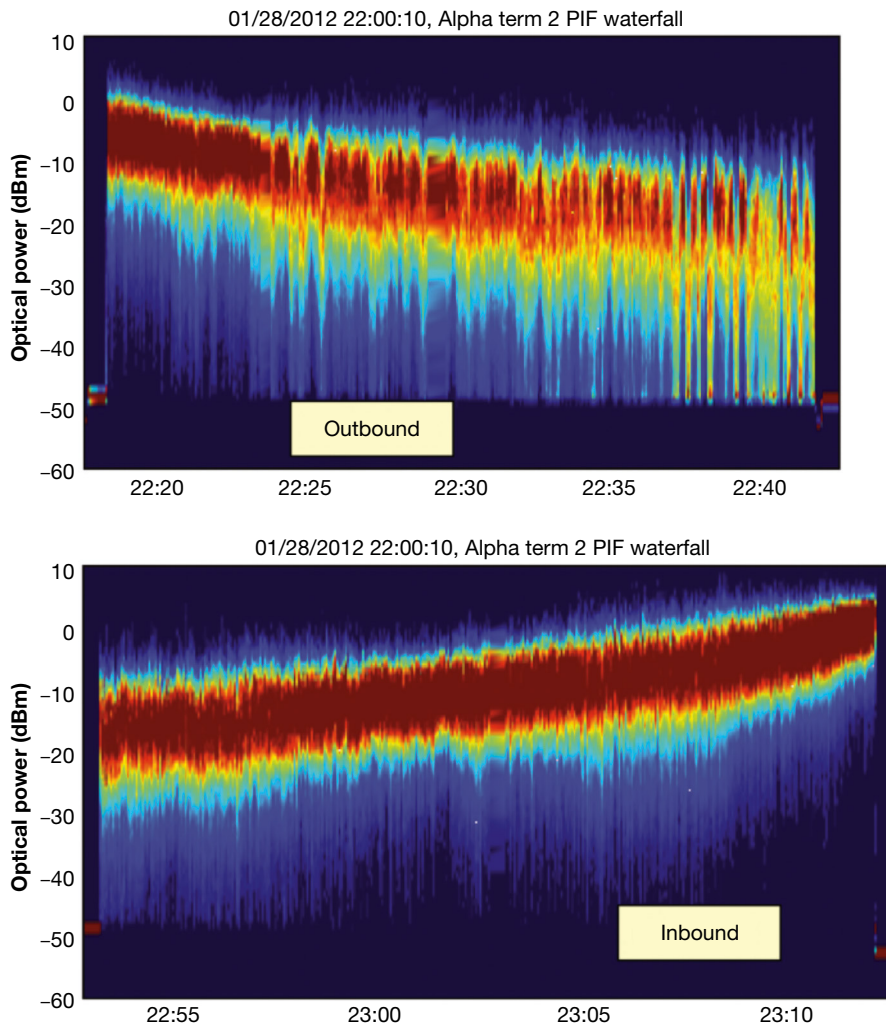 01/28/2012 22:00:10, Alpha term 2 PIF waterfall
10
0
−10
−20
−30
−40
−50
−60
Optical power (dBm)
Outbound
22:20 22:25 22:30 22:35 22:40
01/28/2012 22:00:10, Alpha term 2 PIF waterfall
10
0
−10
−20
−30
−40
−50
−60
Optical power (dBm)
Inbound
22:55 23:00 23:05 23:10